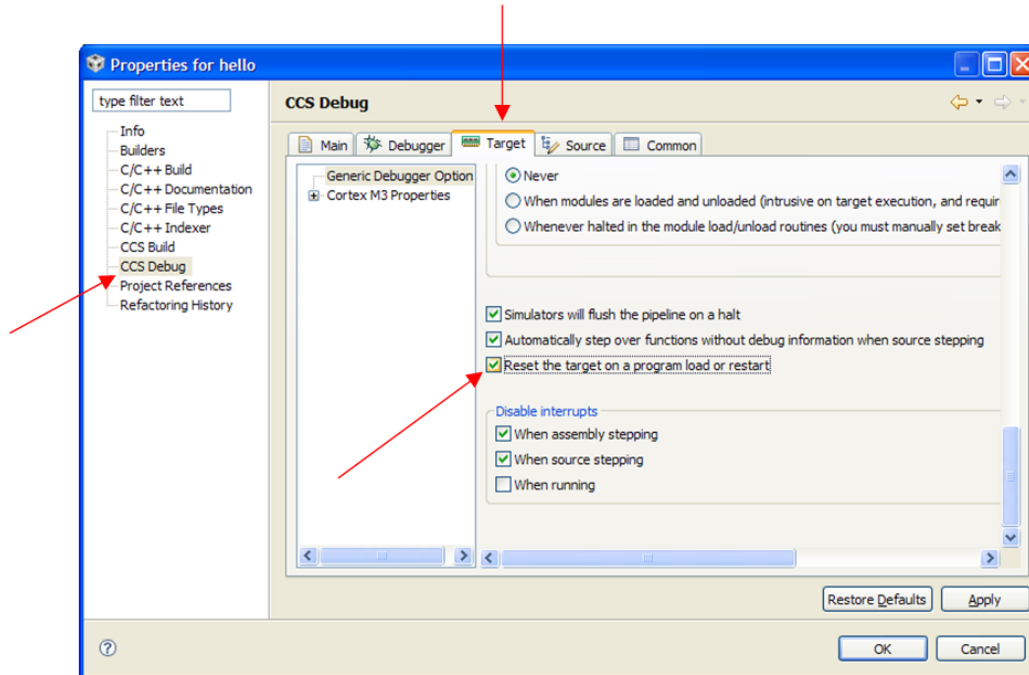 Properties for hello
type filter text
CCS Debug
Info
Builders
C/C++ Build
C/C++ Documentation
C/C++ File Types
C/C++ Indexer
CCS Build
CCS Debug
Project References
Refactoring History
Main
Debugger
Target
Source
Common
Generic Debugger Option
Cortex M3 Properties
Never
When modules are loaded and unloaded (intrusive on target execution, and requir
Whenever halted in the module load/unload routines (you must manually set break
Simulators will flush the pipeline on a halt
Automatically step over functions without debug information when source stepping
Reset the target on a program load or restart
Disable interrupts
When assembly stepping
When source stepping
When running
Restore Defaults
Apply
OK
Cancel